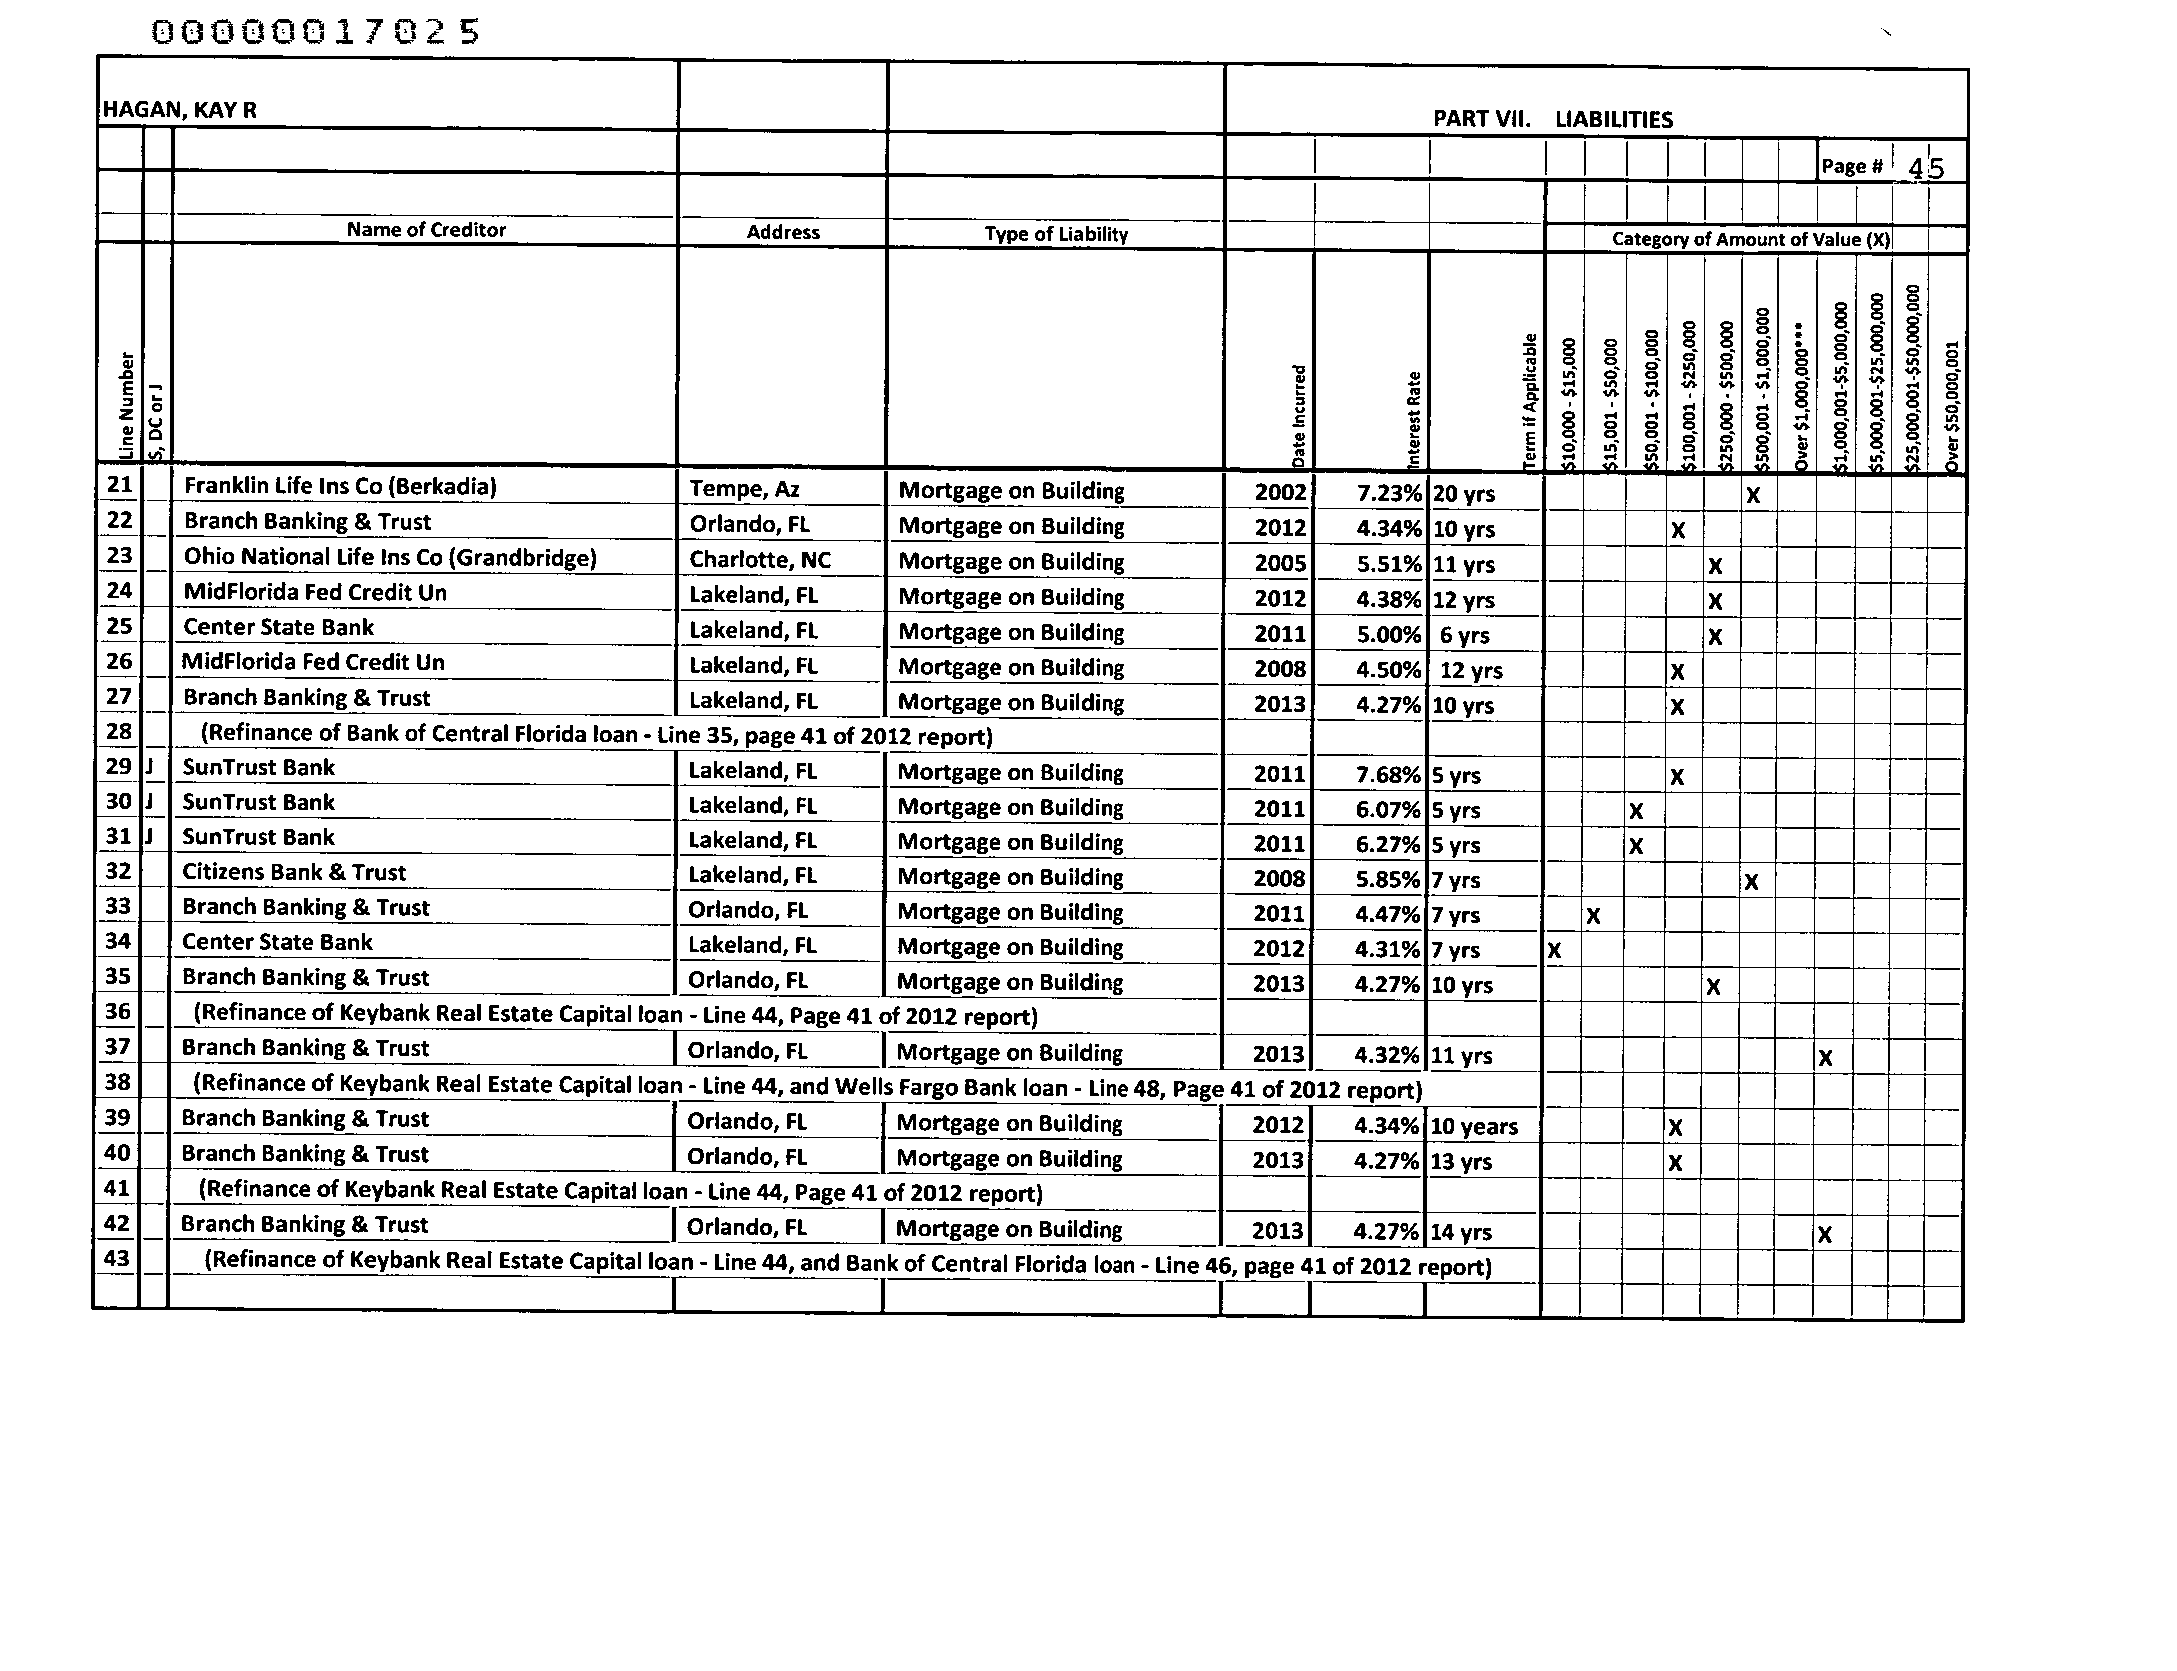 00000017025
HAGAN, KAY R PART VII. LIABILITIES
Page # 45
Name of Creditor Address Type of Liability Category of Amount of Value (X)
Line Number S, DC or J Date Incurred Interest Rate Term if Applicable $10,000 - $15,000 $15,001 - $50,000 $50,001 - $100,000 $100,001 - $250,000 $250,000 - $500,000 $500,001 - $1,000,000 Over $1,000,000*** $1,000,001-$5,000,000 $5,000,001-$25,000,000 $25,000,001-$50,000,000 Over $50,000,001
21 Franklin Life Ins Co (Berkadia) Tempe, Az Mortgage on Building 2002 7.23% 20 yrs X
22 Branch Banking & Trust Orlando, FL Mortgage on Building 2012 4.34% 10 yrs X
23 Ohio National Life Ins Co (Grandbridge) Charlotte, NC Mortgage on Building 2005 5.51% 11 yrs X
24 MidFlorida Fed Credit Un Lakeland, FL Mortgage on Building 2012 4.38% 12 yrs X
25 Center State Bank Lakeland, FL Mortgage on Building 2011 5.00% 6 yrs X
26 MidFlorida Fed Credit Un Lakeland, FL Mortgage on Building 2008 4.50% 12 yrs X
27 Branch Banking & Trust Lakeland, FL Mortgage on Building 2013 4.27% 10 yrs X
28 (Refinance of Bank of Central Florida loan - Line 35, page 41 of 2012 report)
29 J SunTrust Bank Lakeland, FL Mortgage on Building 2011 7.68% 5 yrs X
30 J SunTrust Bank Lakeland, FL Mortgage on Building 2011 6.07% 5 yrs X
31 J SunTrust Bank Lakeland, FL Mortgage on Building 2011 6.27% 5 yrs X
32 Citizens Bank & Trust Lakeland, FL Mortgage on Building 2008 5.85% 7 yrs X
33 Branch Banking & Trust Orlando, FL Mortgage on Building 2011 4.47% 7 yrs X
34 Center State Bank Lakeland, FL Mortgage on Building 2012 4.31% 7 yrs X
35 Branch Banking & Trust Orlando, FL Mortgage on Building 2013 4.27% 10 yrs X
36 (Refinance of Keybank Real Estate Capital loan - Line 44, Page 41 of 2012 report)
37 Branch Banking & Trust Orlando, FL Mortgage on Building 2013 4.32% 11 yrs X
38 (Refinance of Keybank Real Estate Capital loan - Line 44, and Wells Fargo Bank loan - Line 48, Page 41 of 2012 report)
39 Branch Banking & Trust Orlando, FL Mortgage on Building 2012 4.34% 10 years X
40 Branch Banking & Trust Orlando, FL Mortgage on Building 2013 4.27% 13 yrs X
41 (Refinance of Keybank Real Estate Capital loan - Line 44, Page 41 of 2012 report)
42 Branch Banking & Trust Orlando, FL Mortgage on Building 2013 4.27% 14 yrs X
43 (Refinance of Keybank Real Estate Capital loan - Line 44, and Bank of Central Florida loan - Line 46, page 41 of 2012 report)